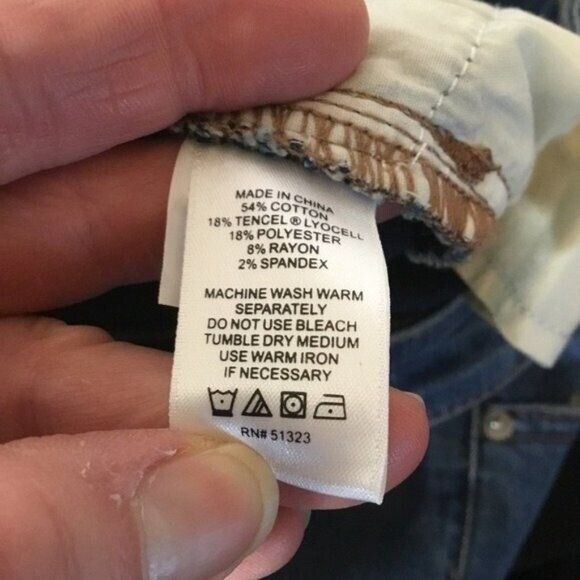 MADE IN CHINA
54% COTTON
18% TENCEL® LYOCELL
18% POLYESTER
8% RAYON
2% SPANDEX
MACHINE WASH WARM
SEPARATELY
DO NOT USE BLEACH
TUMBLE DRY MEDIUM
USE WARM IRON
IF NECESSARY
RN# 51323